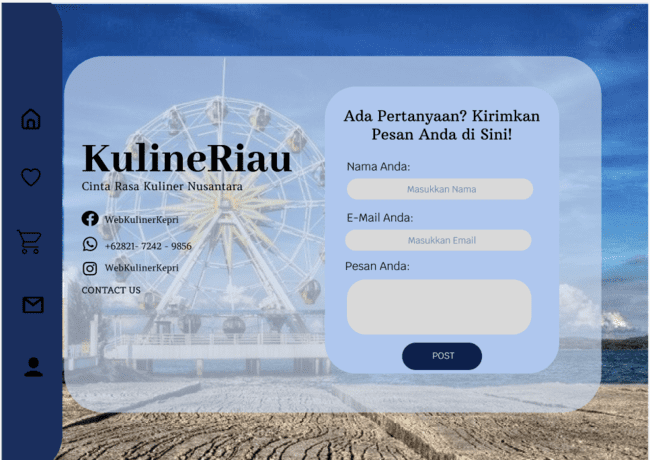 KulineRiau
Cinta Rasa Kuliner Nusantara
WebKulinerKepri
+62821- 7242 - 9856
WebKulinerKepri
CONTACT US
Ada Pertanyaan? Kirimkan
Pesan Anda di Sini!
Nama Anda:
Masukkan Nama
E-Mail Anda:
Masukkan Email
Pesan Anda:
POST